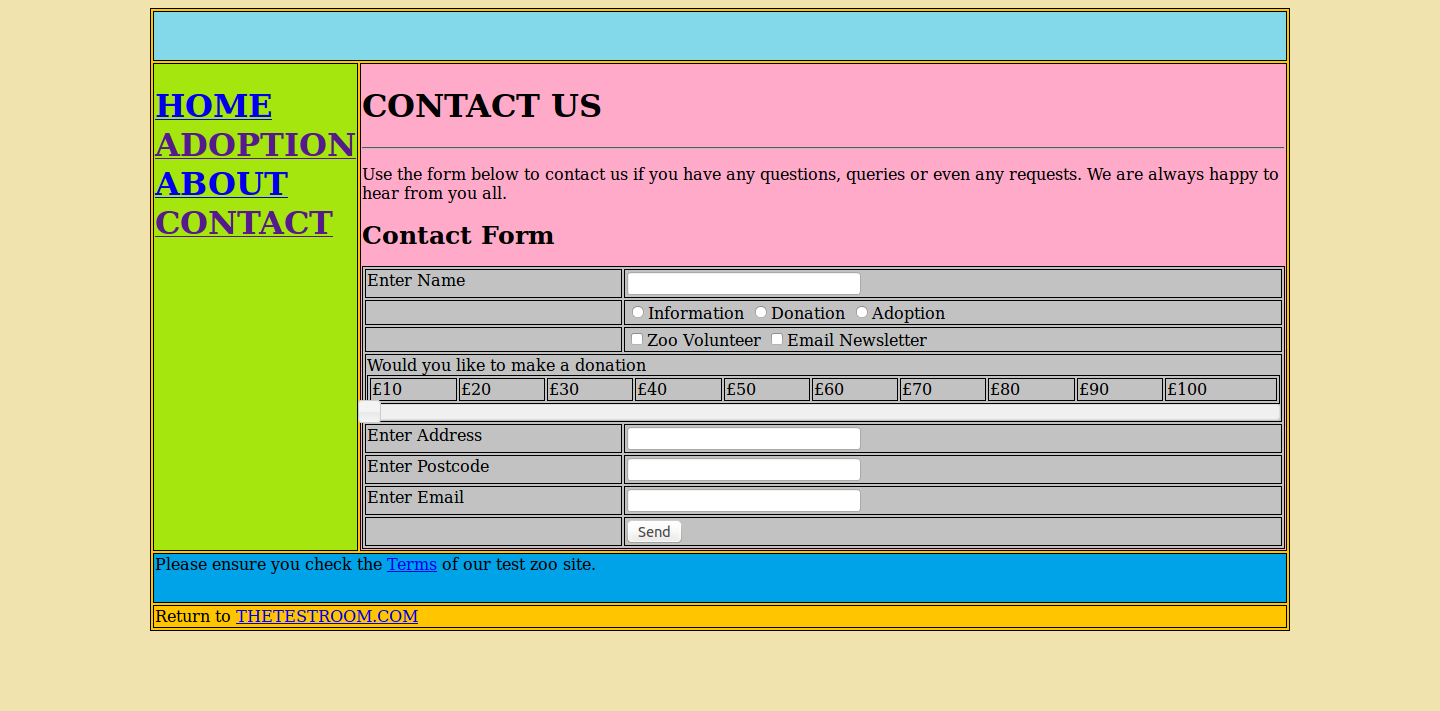 HOME
ADOPTION
ABOUT
CONTACT
CONTACT US
Use the form below to contact us if you have any questions, queries or even any requests. We are always happy to
hear from you all.
Contact Form
Enter Name
Information Donation Adoption
Zoo Volunteer Email Newsletter
Would you like to make a donation
£10 £20 £30 £40 £50 £60 £70 £80 £90 £100
Enter Address
Enter Postcode
Enter Email
Send
Please ensure you check the Terms of our test zoo site.
Return to THETESTROOM.COM